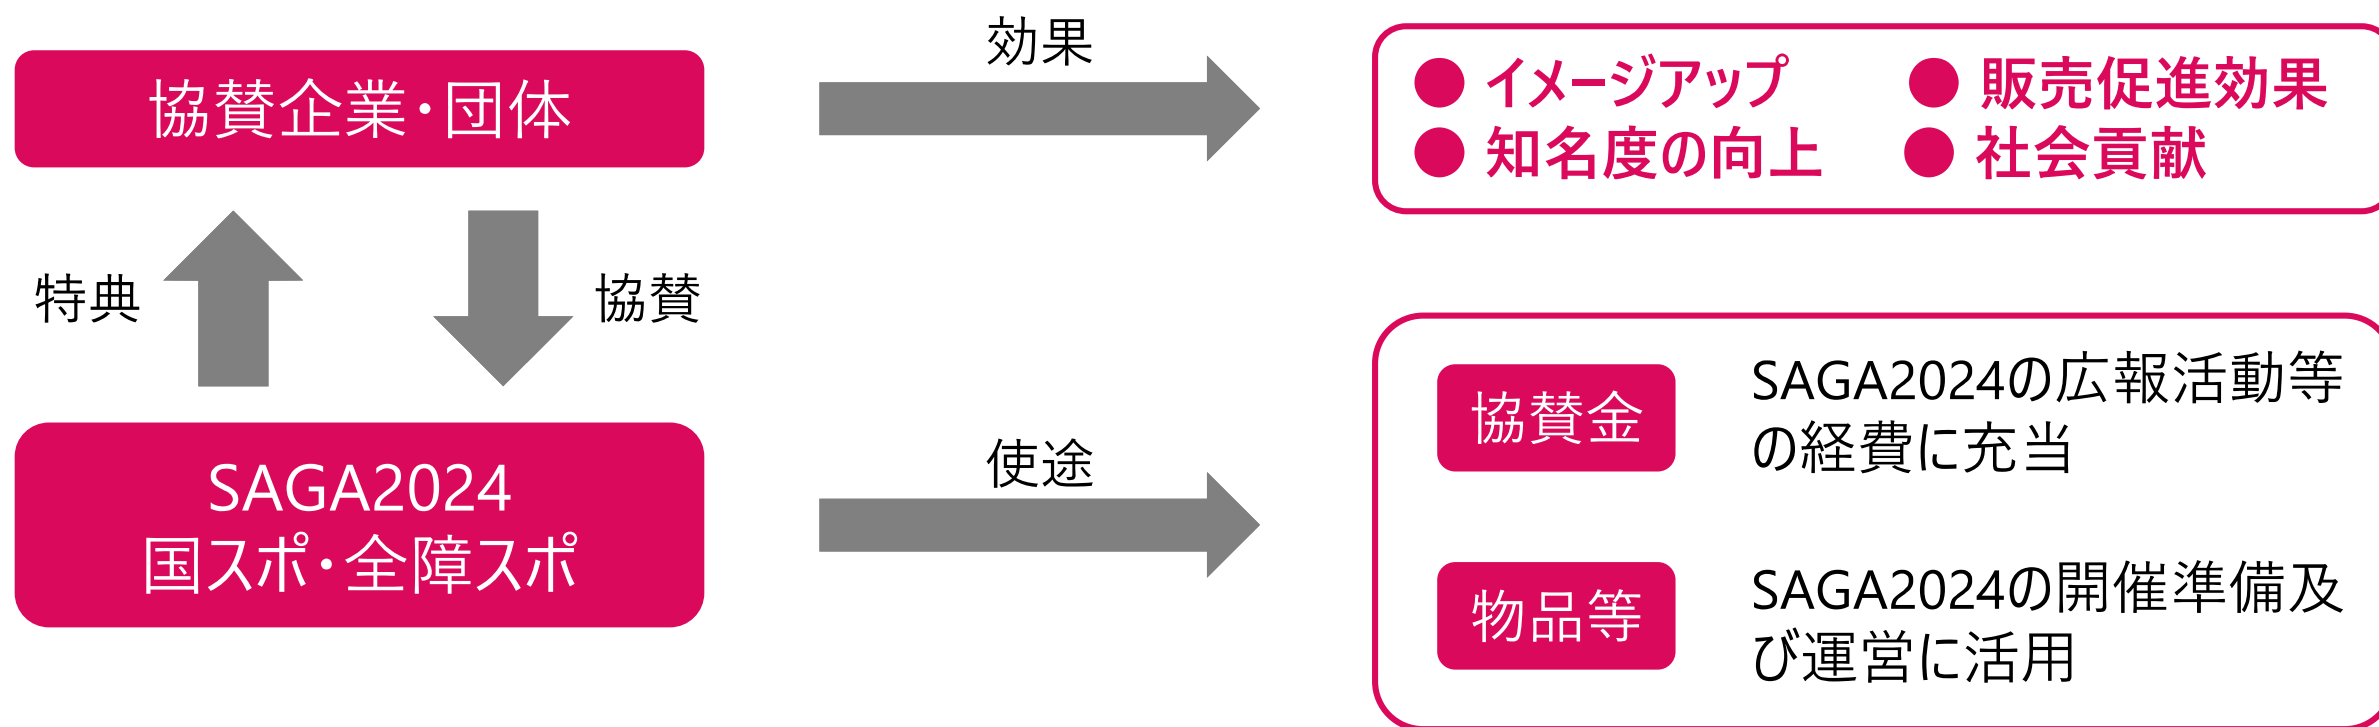 効果
協賛企業・団体
● イメージアップ ● 販売促進効果
● 知名度の向上 ● 社会貢献
特典
協賛
SAGA2024
国スポ・全障スポ
使途
協賛金
SAGA2024の広報活動等
の経費に充当
物品等
SAGA2024の開催準備及
び運営に活用